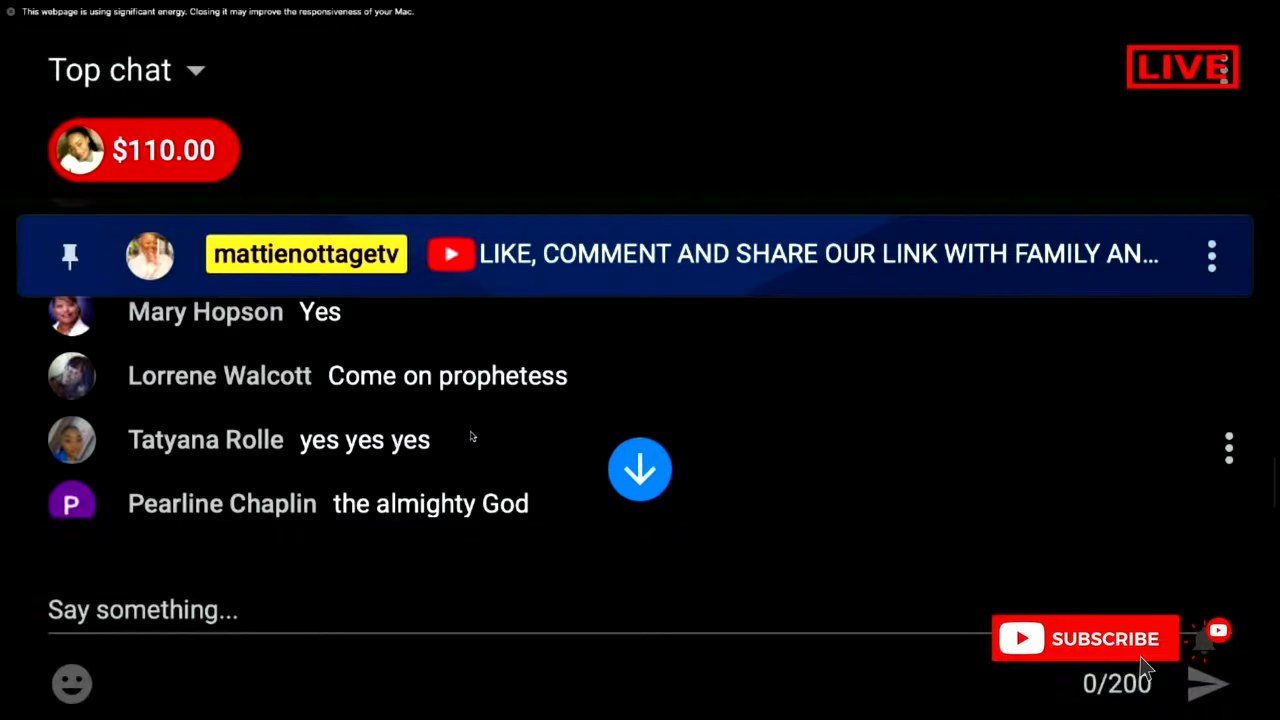 This webpage is using significant energy. Closing it may improve the responsiveness of your Mac.
Top chat
LIVE
$110.00
mattienottagetv LIKE, COMMENT AND SHARE OUR LINK WITH FAMILY AN...
Mary Hopson Yes
Lorrene Walcott Come on prophetess
Tatyana Rolle yes yes yes
P Pearline Chaplin the almighty God
Say something...
SUBSCRIBE
0/200